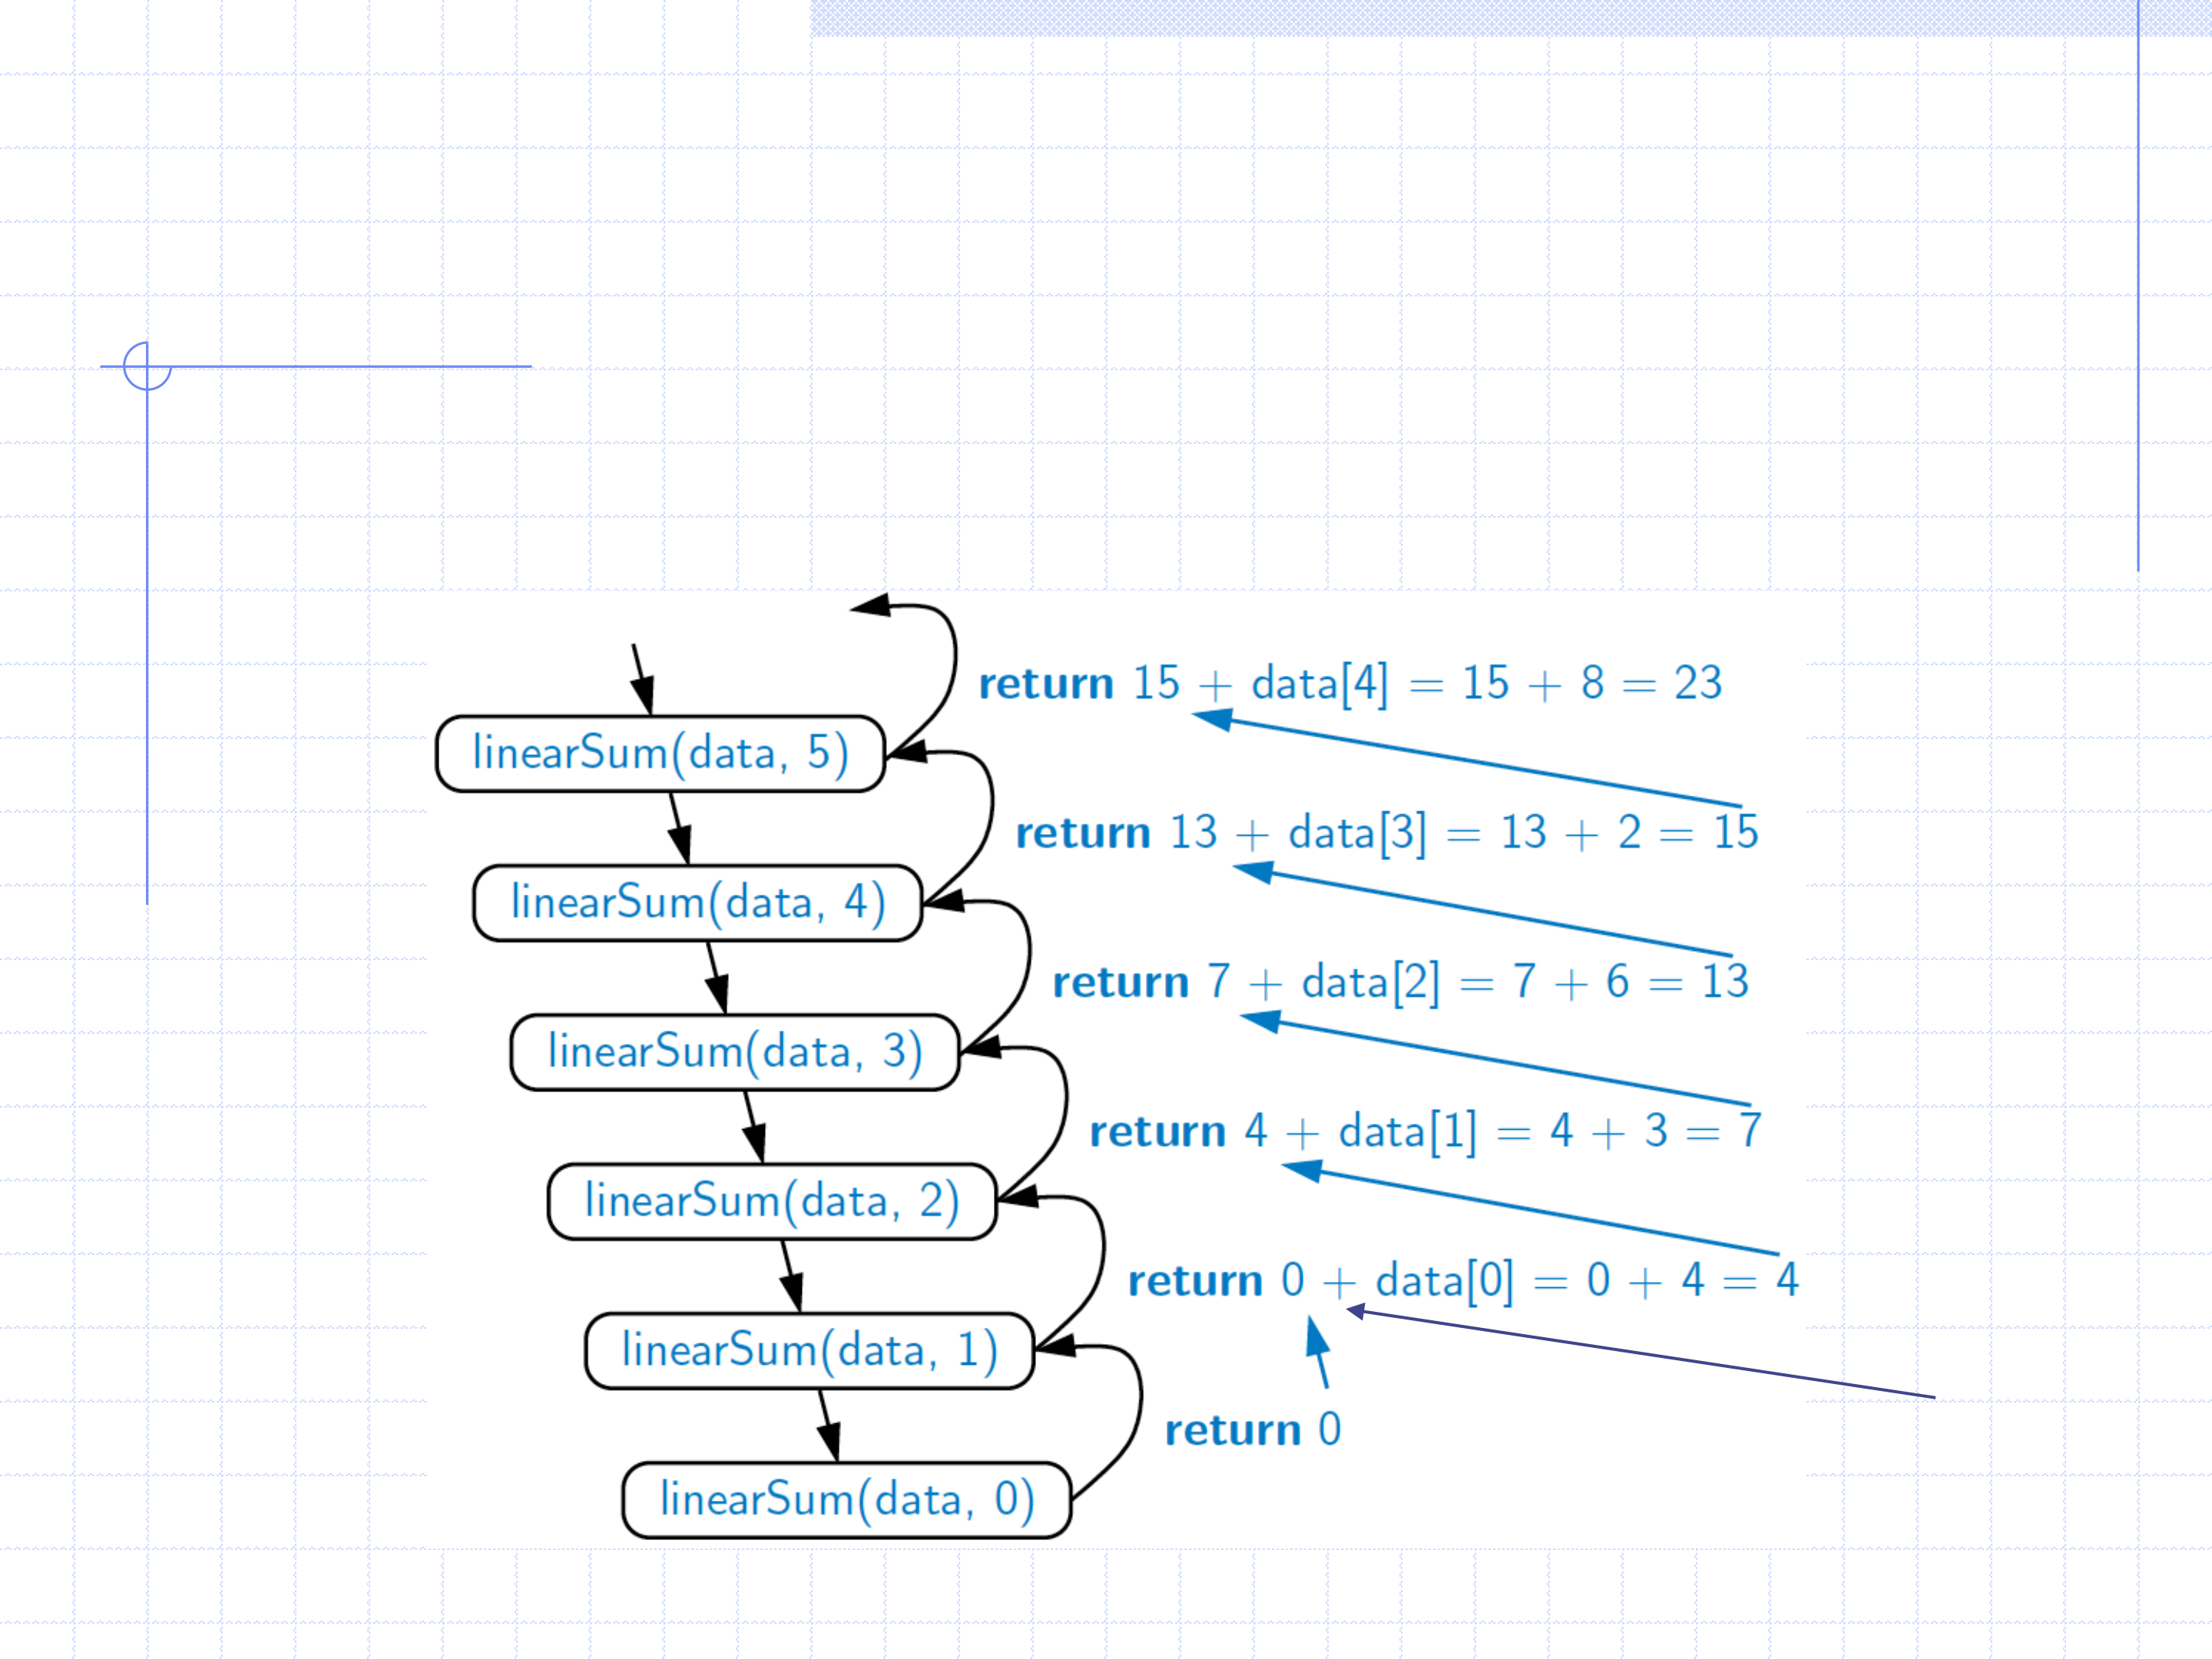 return 15 + data[4] = 15 + 8 = 23
linearSum(data, 5)
return 13 + data[3] = 13 + 2 = 15
linearSum(data, 4)
return 7 + data[2] = 7 + 6 = 13
linearSum(data, 3)
return 4 + data[1] = 4 + 3 = 7
linearSum(data, 2)
return 0 + data[0] = 0 + 4 = 4
linearSum(data, 1)
return 0
linearSum(data, 0)